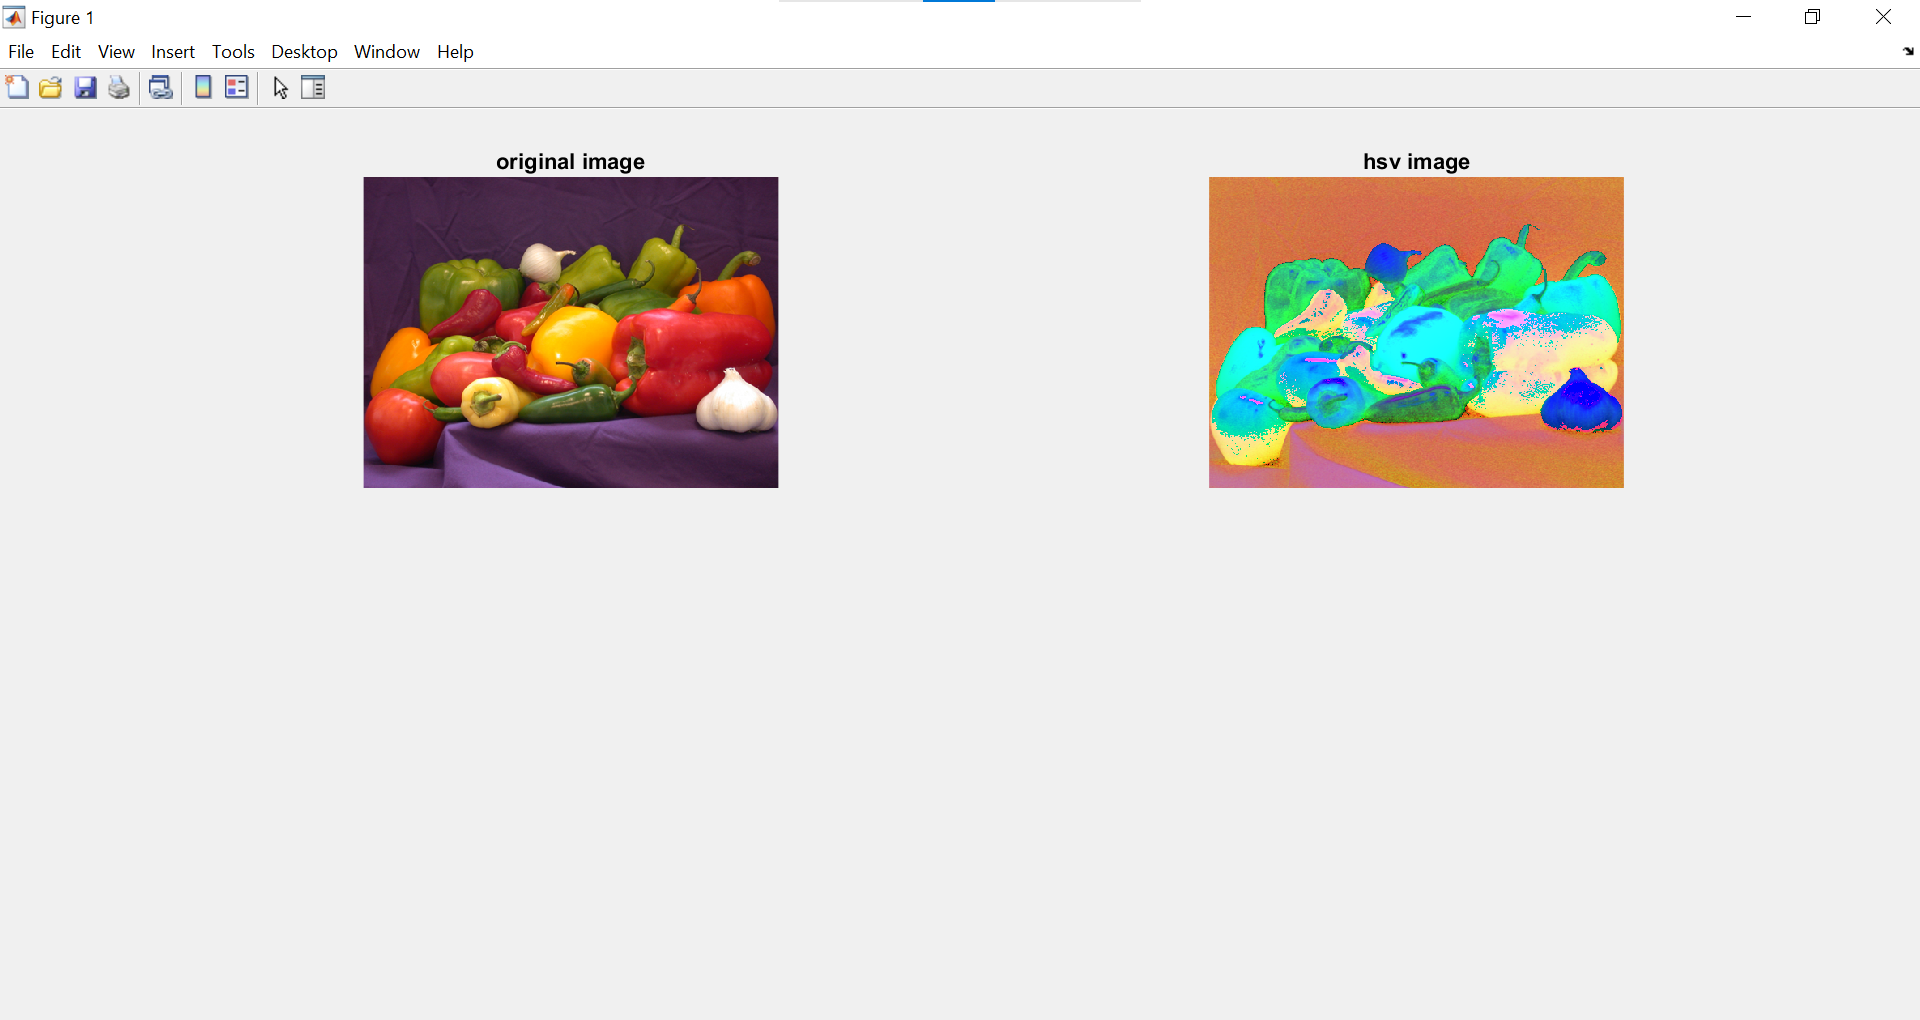 Figure 1
File Edit View Insert Tools Desktop Window Help
original image
hsv image